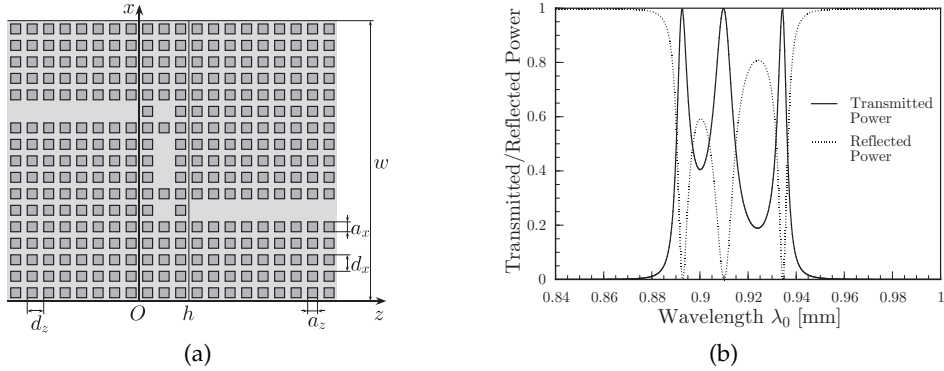 x
w
a_x
d_x
d_z
O
h
a_z
z
(a)
Transmitted/Reflected Power
1
0.8
0.6
0.4
0.2
0
0.84
0.86
0.88
0.9
0.92
0.94
0.96
0.98
1
Wavelength λ_0 [mm]
Transmitted
Power
Reflected
Power
(b)